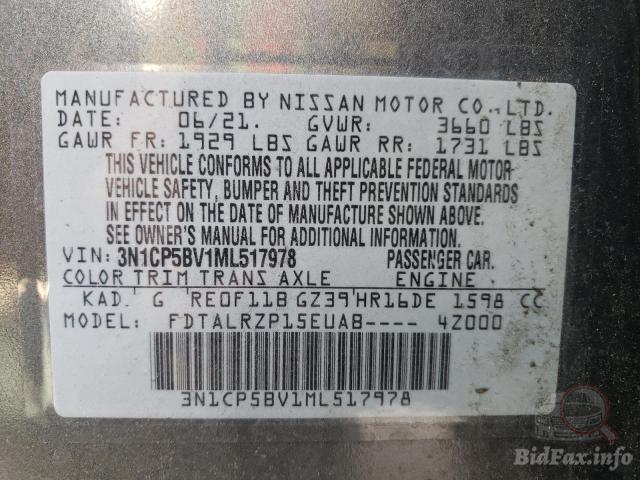 MANUFACTURED BY NISSAN MOTOR CO., LTD.
DATE: 06/21. GVWR: 3660 LBS
GAWR FR: 1929 LBS GAWR RR: 1731 LBS
THIS VEHICLE CONFORMS TO ALL APPLICABLE FEDERAL MOTOR
VEHICLE SAFETY, BUMPER AND THEFT PREVENTION STANDARDS
IN EFFECT ON THE DATE OF MANUFACTURE SHOWN ABOVE.
SEE OWNER'S MANUAL FOR ADDITIONAL INFORMATION.
VIN: 3N1CP5BV1ML517978 PASSENGER CAR.
COLOR TRIM TRANS AXLE ENGINE
KAD G RE0F11B GZ39 HR16DE 1598 CC
MODEL: FDTALRZP15EUAB---- 4Z000
3N1CP5BV1ML517978
BidFax.info